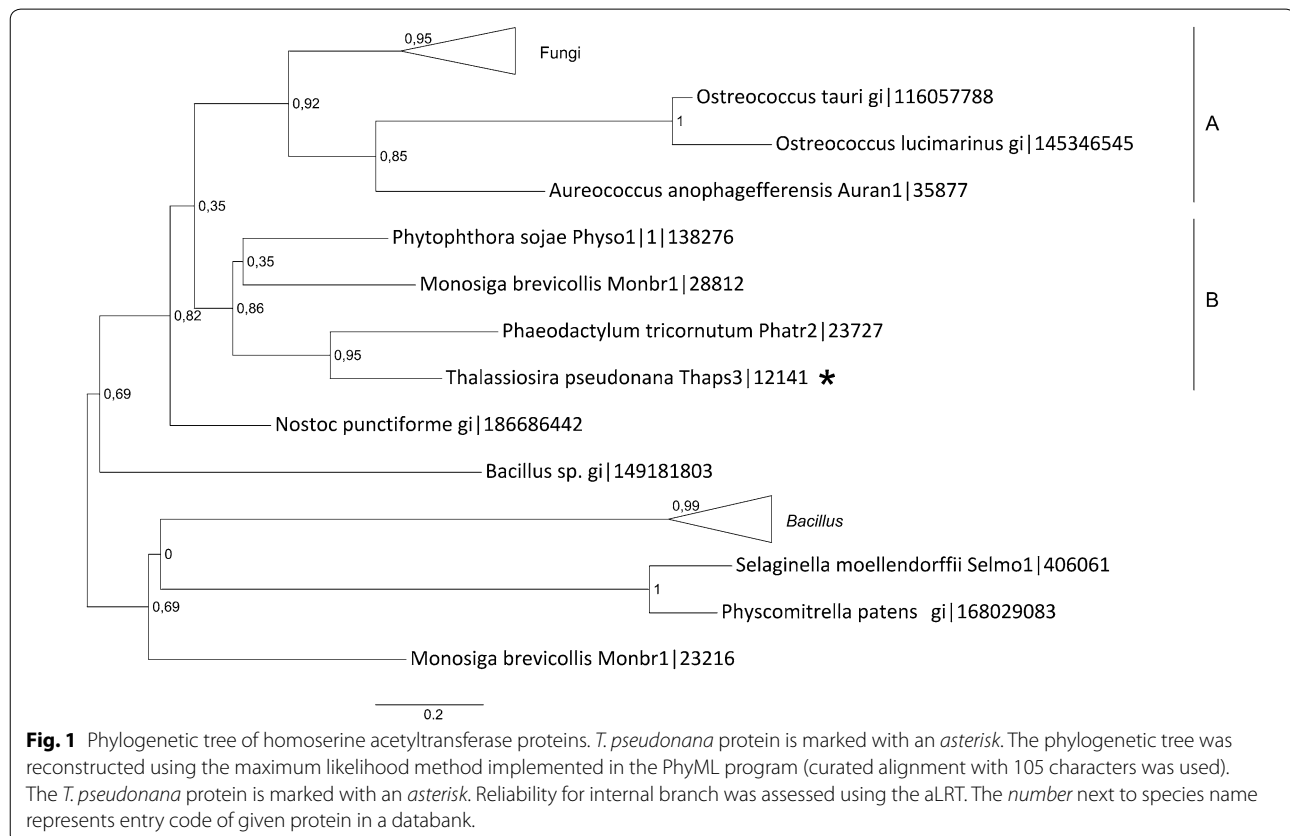 0,95
Fungi
Ostreococcus tauri gi|116057788
0,92
1
A
Ostreococcus lucimarinus gi|145346545
0,85
Aureococcus anophagefferensis Auran1|35877
0,35
Phytophthora sojae Physo1|1|138276
0,35
Monosiga brevicollis Monbr1|28812
B
0,86
0,82
Phaeodactylum tricornutum Phatr2|23727
0,95
Thalassiosira pseudonana Thaps3|12141 *
0,69
Nostoc punctiforme gi|186686442
Bacillus sp. gi|149181803
0,99
Bacillus
0
Selaginella moellendorffii Selmo1|406061
1
0,69
Physcomitrella patens gi|168029083
Monosiga brevicollis Monbr1|23216
0.2
Fig. 1 Phylogenetic tree of homoserine acetyltransferase proteins. T. pseudonana protein is marked with an asterisk. The phylogenetic tree was
reconstructed using the maximum likelihood method implemented in the PhyML program (curated alignment with 105 characters was used).
The T. pseudonana protein is marked with an asterisk. Reliability for internal branch was assessed using the aLRT. The number next to species name
represents entry code of given protein in a databank.